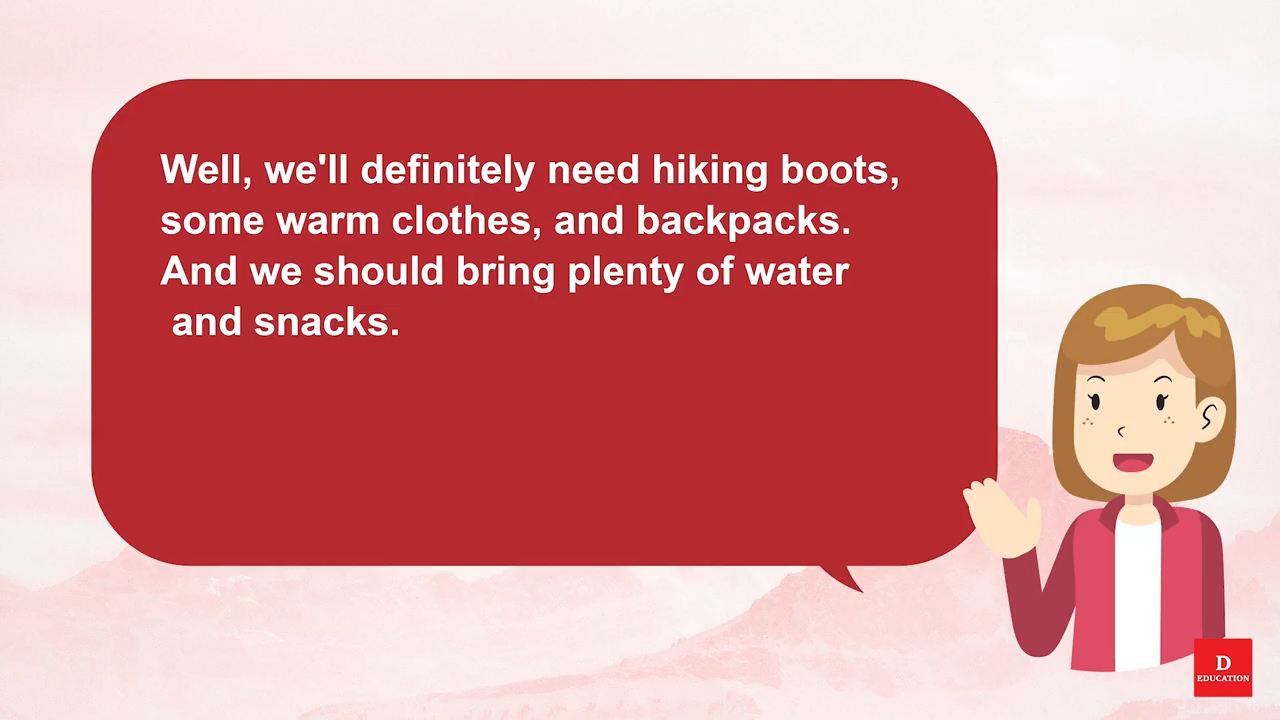 Well, we'll definitely need hiking boots,
some warm clothes, and backpacks.
And we should bring plenty of water
and snacks.
D
EDUCATION